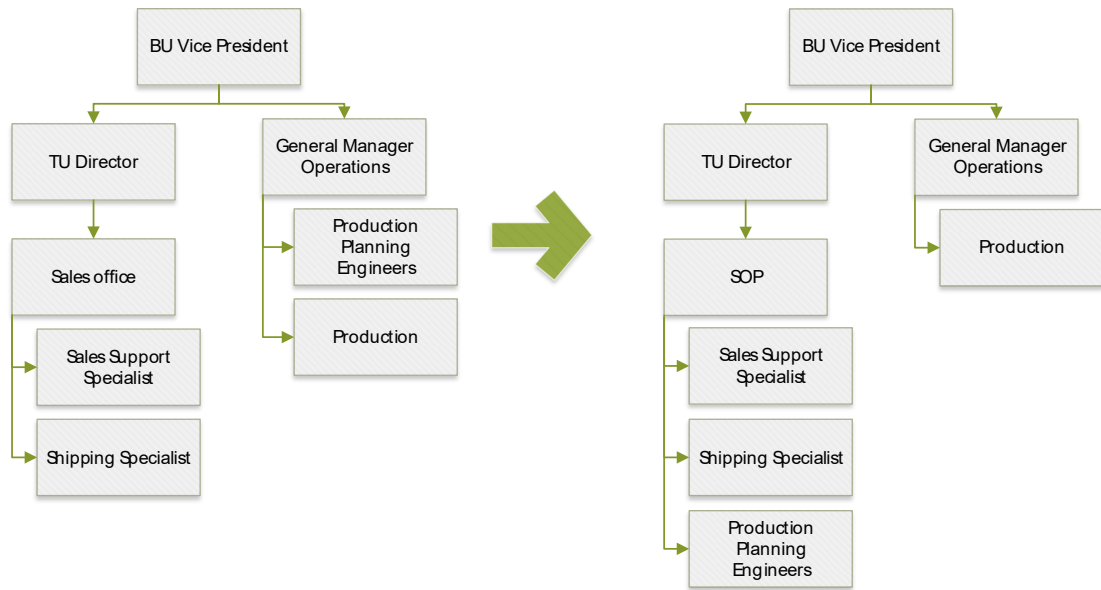 BU Vice President
TU Director
General Manager
Operations
Sales office
Production
Planning
Engineers
Production
Sales Support
Specialist
Shipping Specialist
BU Vice President
TU Director
General Manager
Operations
SOP
Production
Sales Support
Specialist
Shipping Specialist
Production
Planning
Engineers